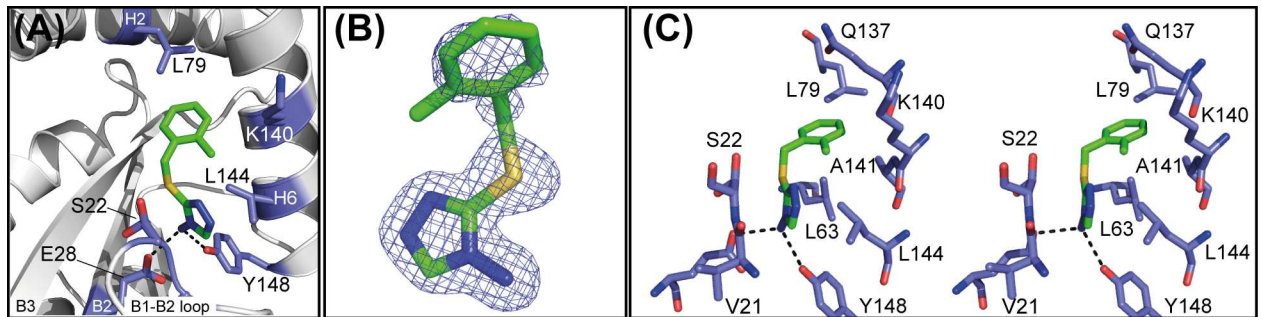 (A)
H2
L79
K140
L144
H6
S22
E28
Y148
B3
B2
B1-B2 loop
(B)
(C)
Q137
L79
K140
S22
A141
L63
L144
V21
Y148
Q137
L79
K140
S22
A141
L63
L144
V21
Y148